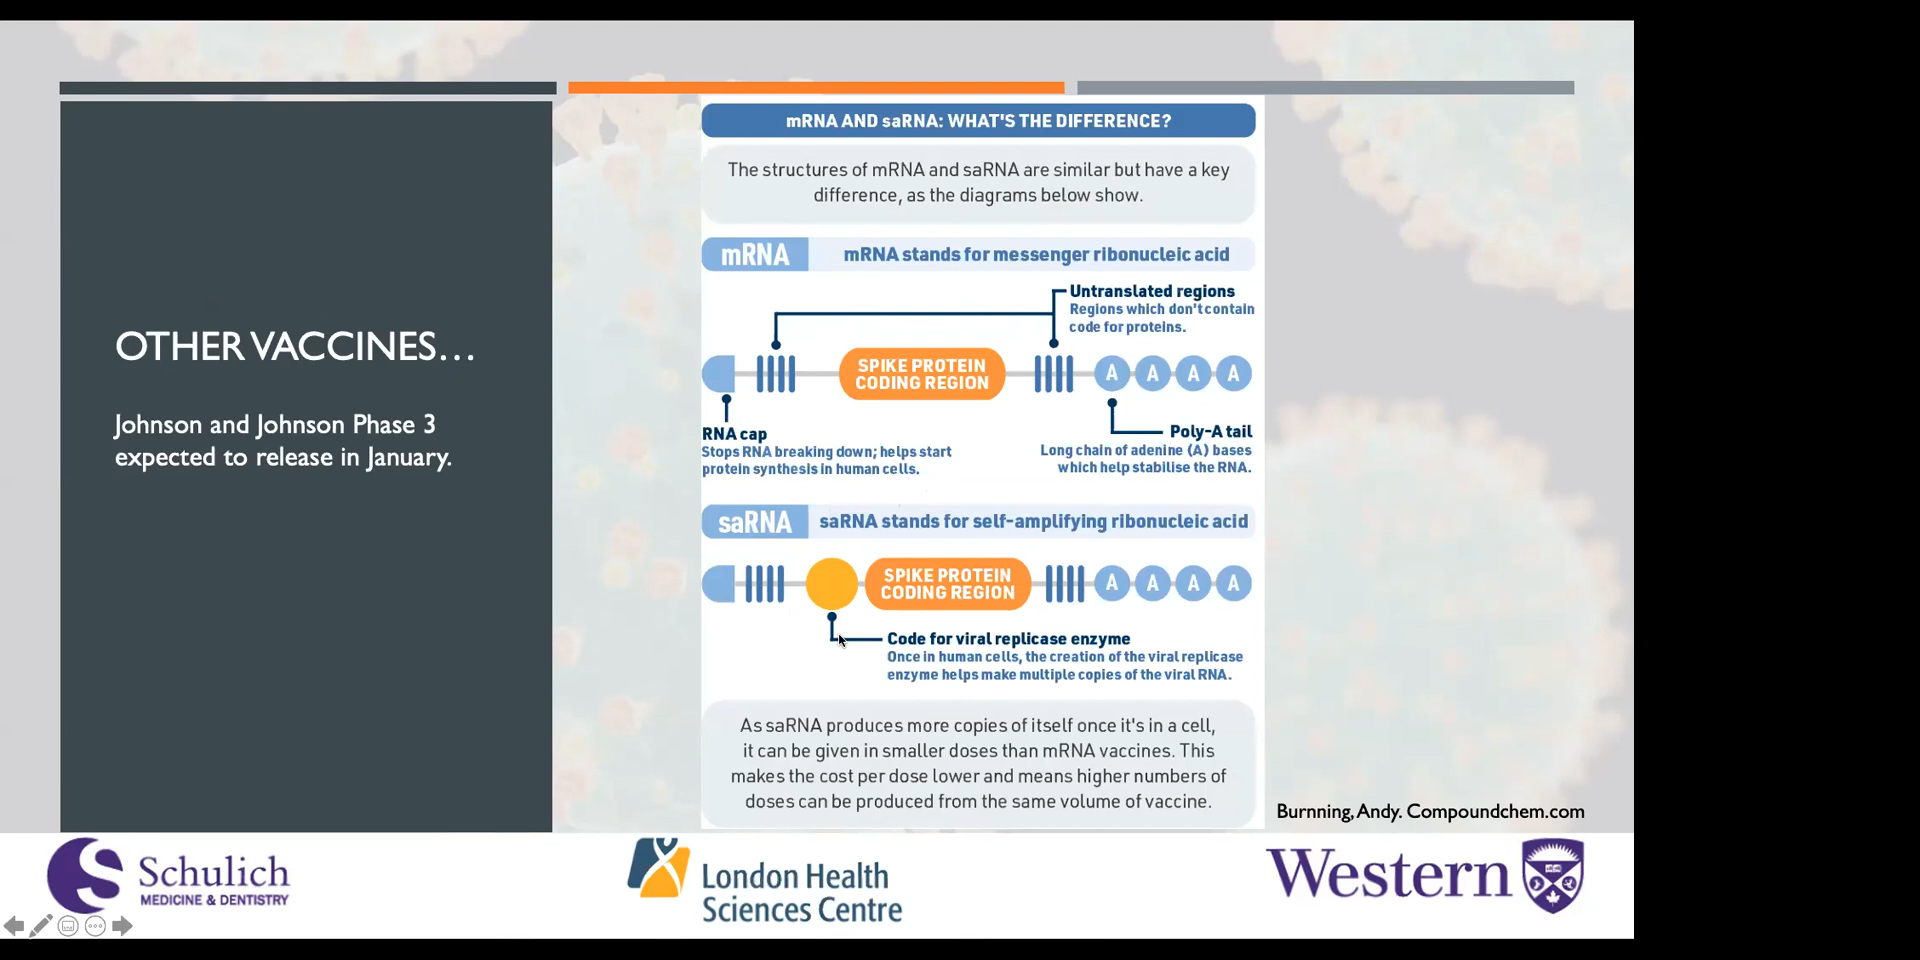 OTHER VACCINES...
Johnson and Johnson Phase 3
expected to release in January.
mRNA AND saRNA: WHAT'S THE DIFFERENCE?
The structures of mRNA and saRNA are similar but have a key
difference, as the diagrams below show.
mRNA
mRNA stands for messenger ribonucleic acid
Untranslated regions
Regions which don't contain
code for proteins.
SPIKE PROTEIN
CODING REGION
A A A A
RNA cap
Stops RNA breaking down; helps start
protein synthesis in human cells.
Poly-A tail
Long chain of adenine (A) bases
which help stabilise the RNA.
saRNA
saRNA stands for self-amplifying ribonucleic acid
SPIKE PROTEIN
CODING REGION
A A A A
Code for viral replicase enzyme
Once in human cells, the creation of the viral replicase
enzyme helps make multiple copies of the viral RNA.
As saRNA produces more copies of itself once it's in a cell,
it can be given in smaller doses than mRNA vaccines. This
makes the cost per dose lower and means higher numbers of
doses can be produced from the same volume of vaccine.
Burnning, Andy. Compoundchem.com
Schulich
MEDICINE & DENTISTRY
London Health
Sciences Centre
Western